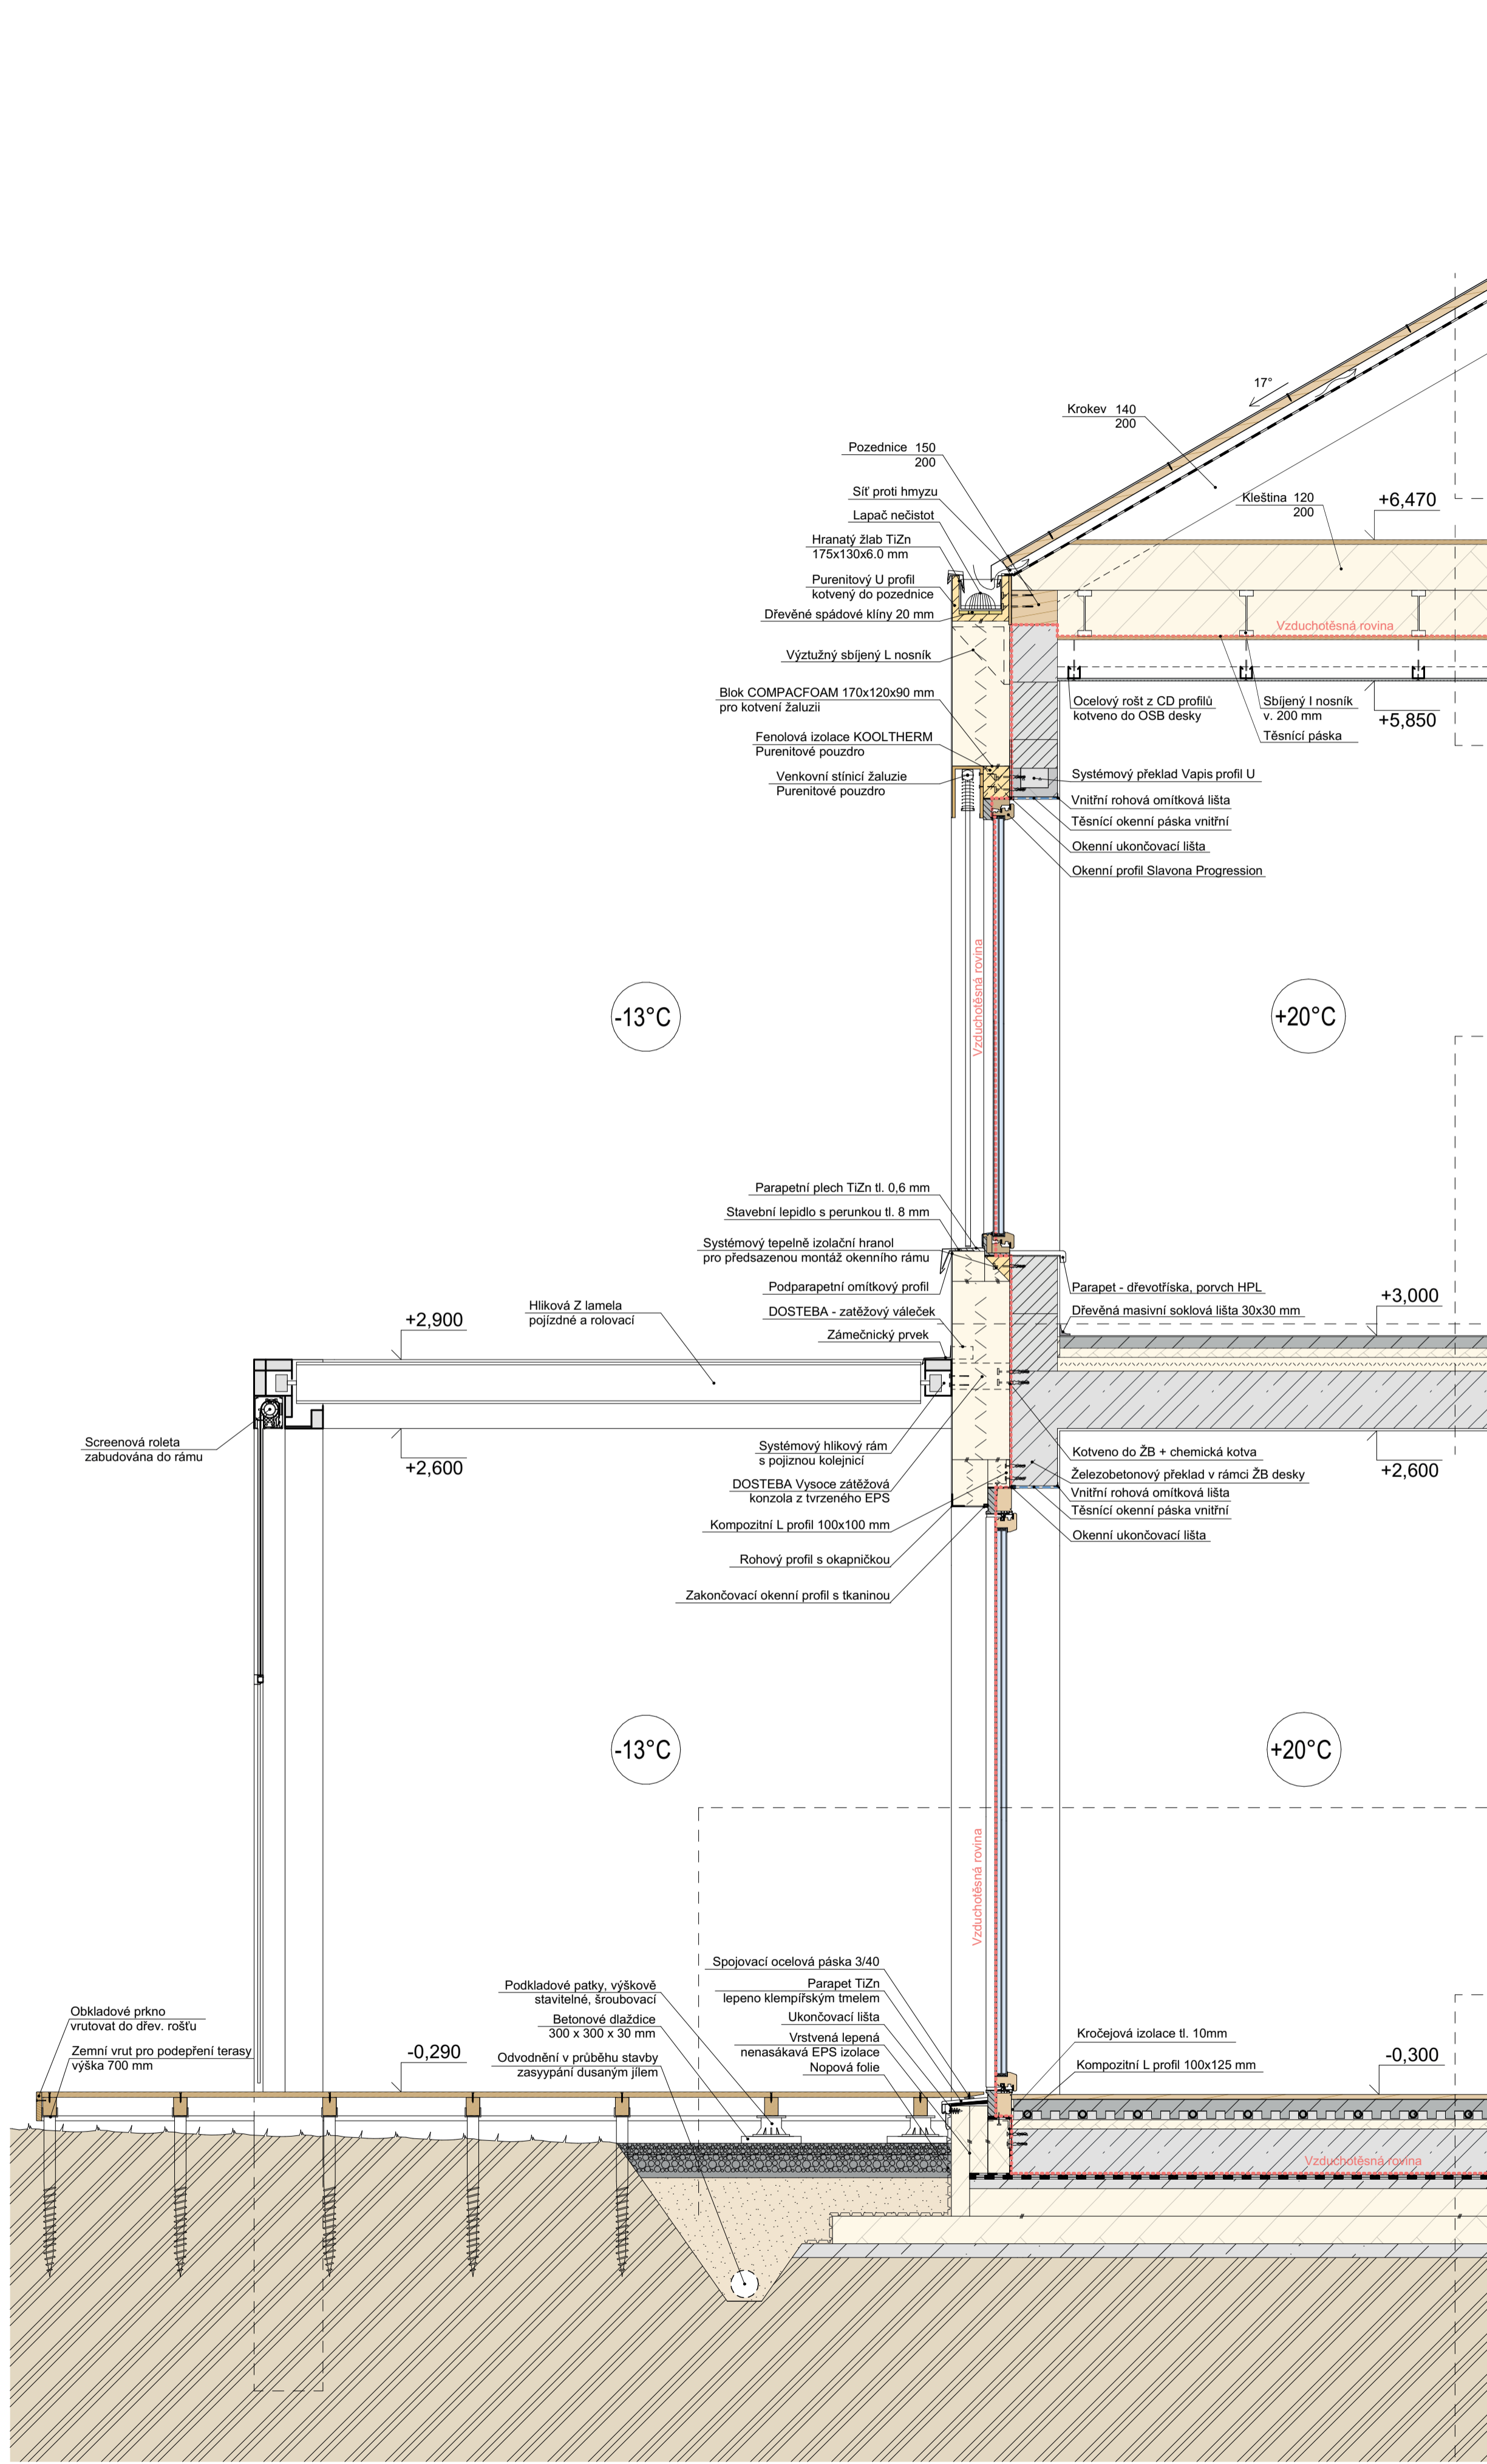 17°
Krokev 140
200
Pozednice 150
200
Síť proti hmyzu
Lapač nečistot
Hranatý žlab TiZn
175x130x6.0 mm
Purenitový U profil
kotvený do pozednice
Dřevěné spádové klíny 20 mm
Kleština 120
200
+6,470
Vzduchotěsná rovina
Výztužný sbíjený L nosník
Blok COMPACFOAM 170x120x90 mm
pro kotvení žaluzii
Fenolová izolace KOOLTHERM
Purenitové pouzdro
Venkovní stínicí žaluzie
Purenitové pouzdro
Ocelový rošt z CD profilů
kotveno do OSB desky
Sbíjený I nosník
v. 200 mm
Těsnící páska
+5,850
Systémový překlad Vapis profil U
Vnitřní rohová omítková lišta
Těsnící okenní páska vnitřní
Okenní ukončovací lišta
Okenní profil Slavona Progression
Vzduchotěsná rovina
-13°C
+20°C
Parapetní plech TiZn tl. 0,6 mm
Stavební lepidlo s perunkou tl. 8 mm
Systémový tepelně izolační hranol
pro předsazenou montáž okenního rámu
Podparapetní omítkový profil
DOSTEBA - zatěžový váleček
Zámečnický prvek
Parapet - dřevotříska, porvch HPL
Dřevěná masivní soklová lišta 30x30 mm
+3,000
+2,900
Hliková Z lamela
pojízdné a rolovací
Screenová roleta
zabudována do rámu
+2,600
Systémový hlikový rám
s pojiznou kolejnicí
DOSTEBA Vysoce zátěžová
konzola z tvrzeného EPS
Kompozitní L profil 100x100 mm
Rohový profil s okapničkou
Zakončovací okenní profil s tkaninou
Kotveno do ŽB + chemická kotva
Železobetonový překlad v rámci ŽB desky
Vnitřní rohová omítková lišta
Těsnící okenní páska vnitřní
Okenní ukončovací lišta
+2,600
-13°C
+20°C
Vzduchotěsná rovina
Spojovací ocelová páska 3/40
Parapet TiZn
lepeno klempířským tmelem
Ukončovací lišta
Vrstvená lepená
nenasákavá EPS izolace
Nopová folie
Podkladové patky, výškově
stavitelné, šroubovací
Betonové dlaždice
300 x 300 x 30 mm
Odvodnění v průběhu stavby
zasyypání dusaným jílem
Obkladové prkno
vrutovat do dřev. roštu
Zemní vrut pro podepření terasy
výška 700 mm
-0,290
Kročejová izolace tl. 10mm
Kompozitní L profil 100x125 mm
-0,300
Vzduchotěsná rovina